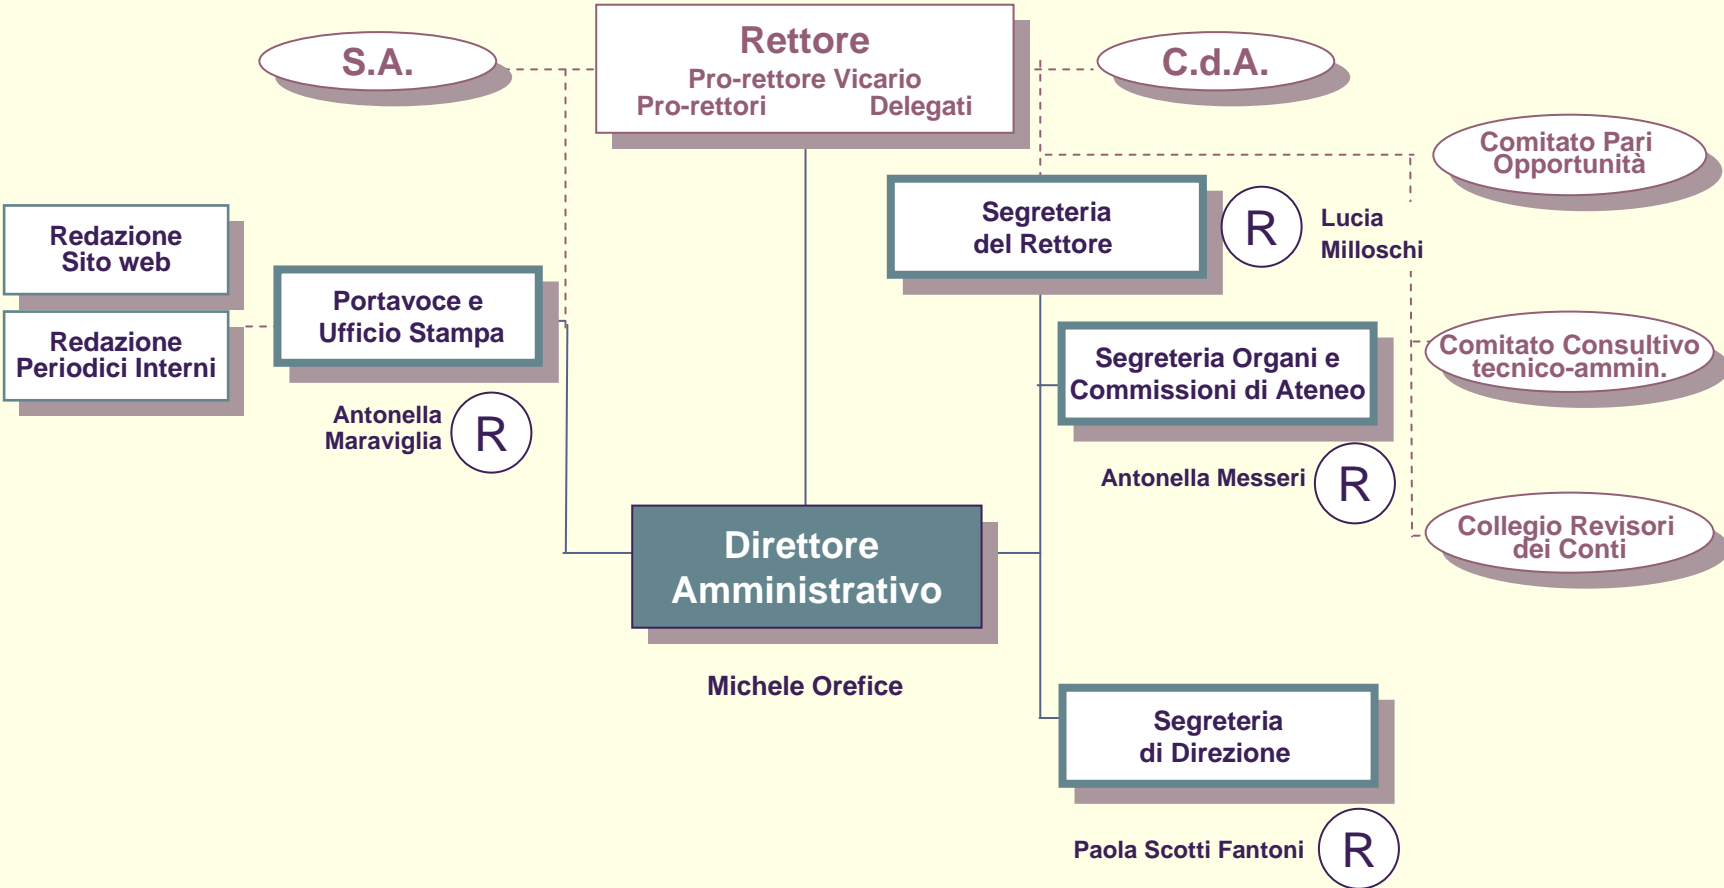 S.A.
Rettore
Pro-rettore Vicario
Pro-rettori Delegati
C.d.A.
Comitato Pari
Opportunità
Segreteria
del Rettore
R
Lucia
Milloschi
Redazione
Sito web
Portavoce e
Ufficio Stampa
Redazione
Periodici Interni
Antonella
Maraviglia
R
Segreteria Organi e
Commissioni di Ateneo
Comitato Consultivo
tecnico-ammin.
Antonella Messeri
R
Collegio Revisori
dei Conti
Direttore
Amministrativo
Michele Orefice
Segreteria
di Direzione
Paola Scotti Fantoni
R